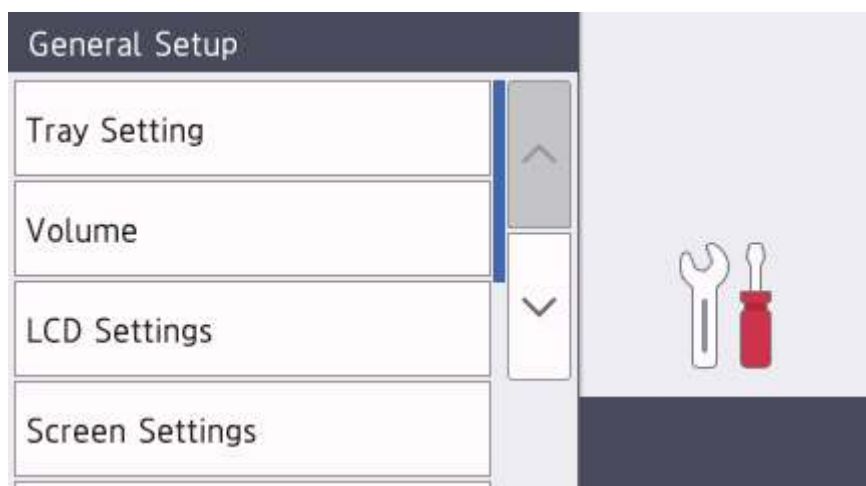 General Setup
Tray Setting
Volume
LCD Settings
Screen Settings